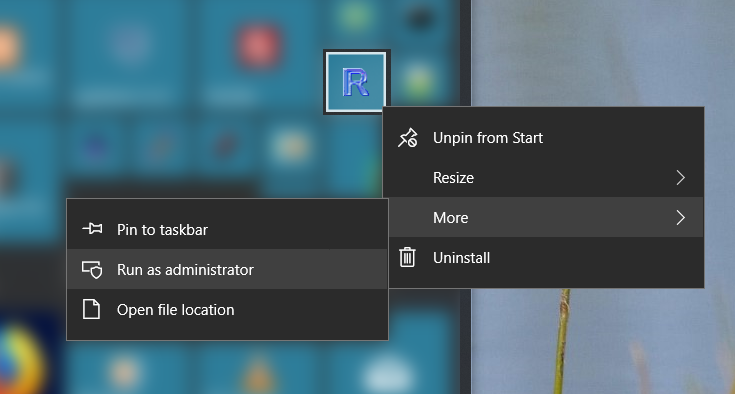 R
Unpin from Start
Resize
More
Uninstall
Pin to taskbar
Run as administrator
Open file location